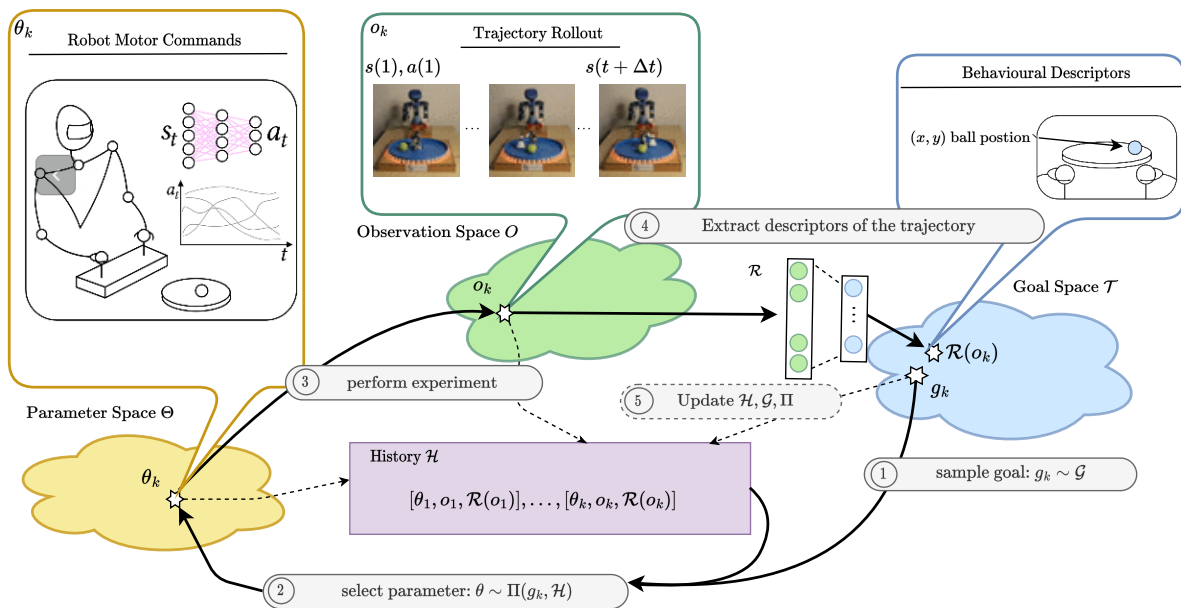 θ_k
Robot Motor Commands
s_t
a_t
a_t
t
o_k
Trajectory Rollout
s(1), a(1)
s(t + Δt)
...
...
Behavioural Descriptors
(x, y) ball postion
Observation Space O
4 Extract descriptors of the trajectory
o_k
R
Goal Space T
R(o_k)
g_k
3 perform experiment
5 Update H, G, Π
Parameter Space Θ
θ_k
History H
[θ_1, o_1, R(o_1)], . . . , [θ_k, o_k, R(o_k)]
1 sample goal: g_k ∼ G
2 select parameter: θ ∼ Π(g_k, H)